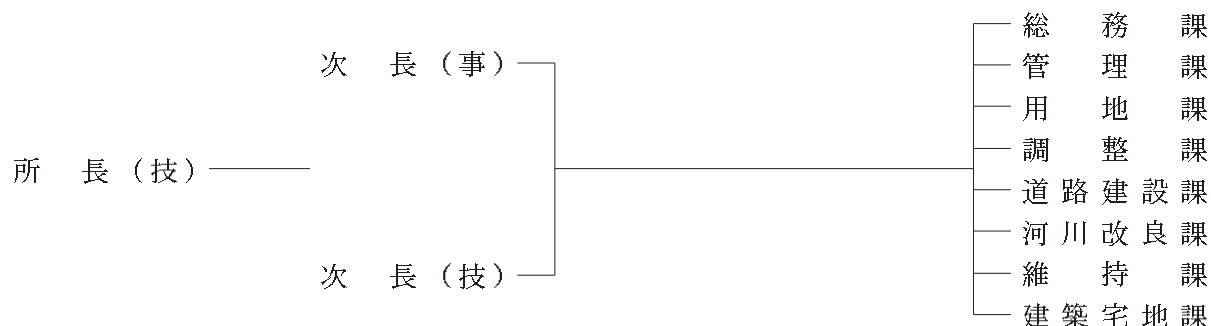 所長（技）
次長（事）
次長（技）
総務課
管理課
用地課
調整課
道路建設課
河川改良課
維持課
建築宅地課